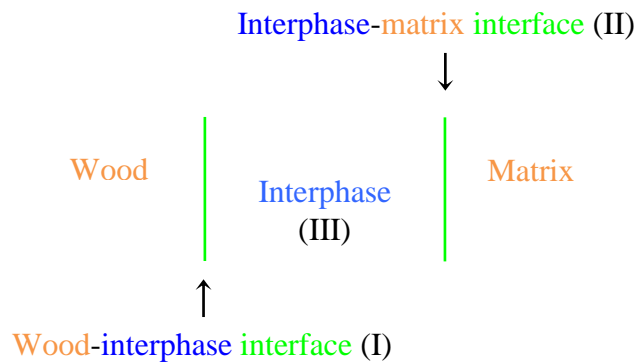 Interphase-matrix interface (II)
Wood
Matrix
Interphase
(III)
Wood-interphase interface (I)